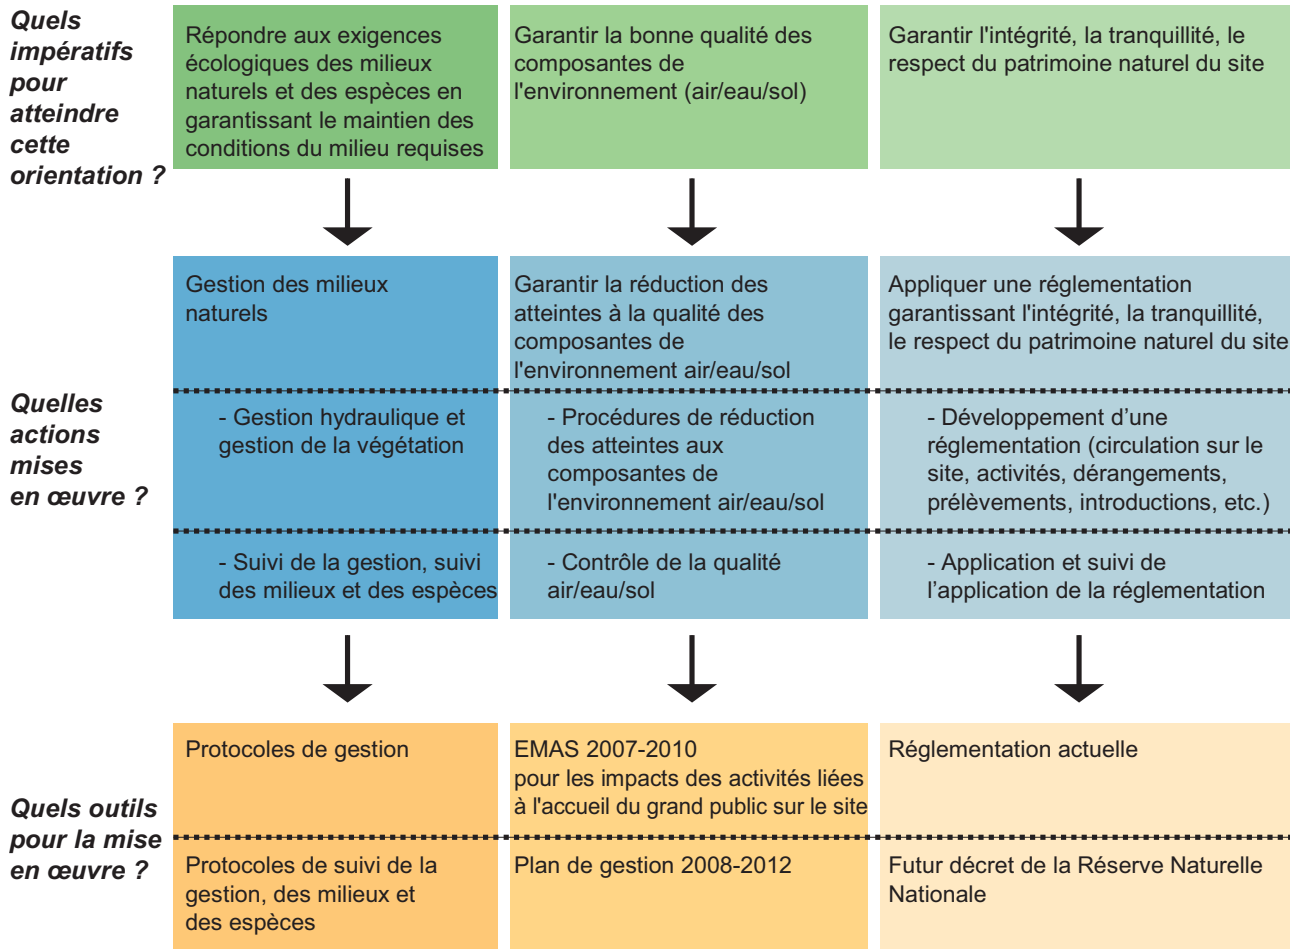 Quels
impératifs
pour
atteindre
cette
orientation ?
Répondre aux exigences
écologiques des milieux
naturels et des espèces en
garantissant le maintien des
conditions du milieu requises
Garantir la bonne qualité des
composantes de
l'environnement (air/eau/sol)
Garantir l'intégrité, la tranquillité, le
respect du patrimoine naturel du site
Quelles
actions
mises
en œuvre ?
Gestion des milieux
naturels
Garantir la réduction des
atteintes à la qualité des
composantes de
l'environnement air/eau/sol
Appliquer une réglementation
garantissant l'intégrité, la tranquillité,
le respect du patrimoine naturel du site
- Gestion hydraulique et
gestion de la végétation
- Procédures de réduction
des atteintes aux
composantes de
l'environnement air/eau/sol
- Développement d’une
réglementation (circulation sur le
site, activités, dérangements,
prélèvements, introductions, etc.)
- Suivi de la gestion, suivi
des milieux et des espèces
- Contrôle de la qualité
air/eau/sol
- Application et suivi de
l’application de la réglementation
Quels outils
pour la mise
en œuvre ?
Protocoles de gestion
EMAS 2007-2010
pour les impacts des activités liées
à l'accueil du grand public sur le site
Réglementation actuelle
Protocoles de suivi de la
gestion, des milieux et
des espèces
Plan de gestion 2008-2012
Futur décret de la Réserve Naturelle
Nationale